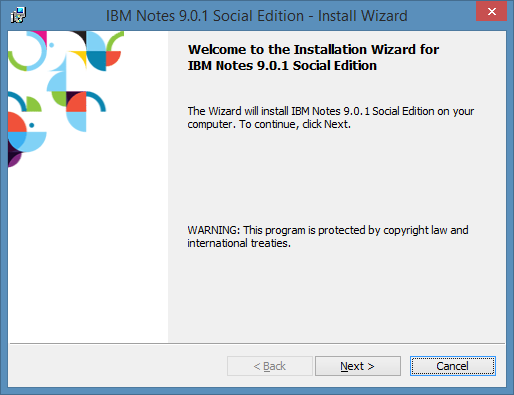 IBM Notes 9.0.1 Social Edition - Install Wizard
Welcome to the Installation Wizard for
IBM Notes 9.0.1 Social Edition
The Wizard will install IBM Notes 9.0.1 Social Edition on your
computer. To continue, click Next.
WARNING: This program is protected by copyright law and
international treaties.
< Back
Next >
Cancel